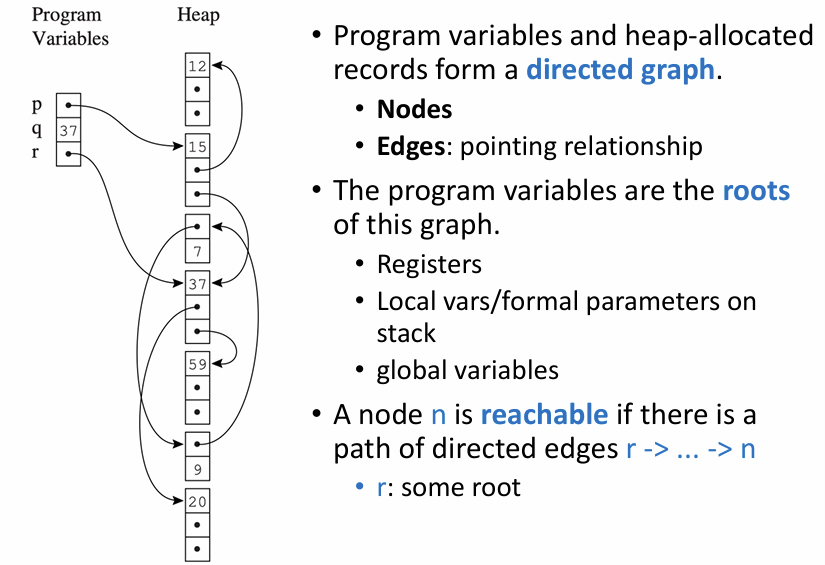 Program
Variables
Heap
p
q 37
r
12
15
7
37
59
9
20
• Program variables and heap-allocated
records form a directed graph.
• Nodes
• Edges: pointing relationship
• The program variables are the roots
of this graph.
• Registers
• Local vars/formal parameters on
stack
• global variables
• A node n is reachable if there is a
path of directed edges r -> ... -> n
• r: some root